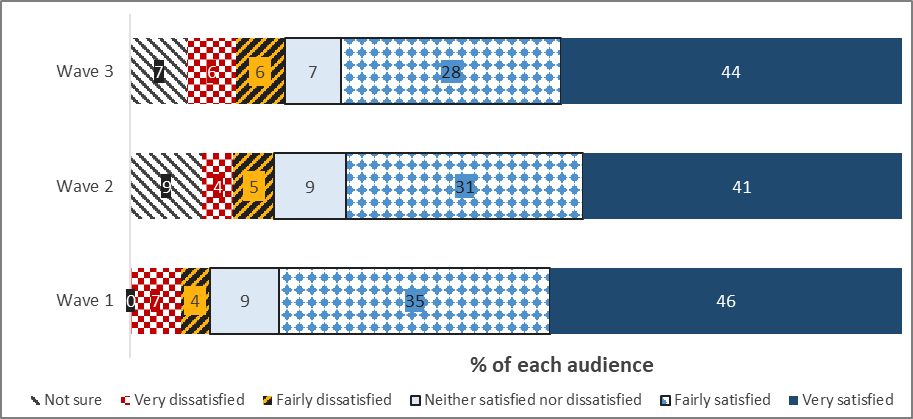 Wave 3 7 6 6 7 28 44
Wave 2 9 4 5 9 31 41
Wave 1 0 7 4 9 35 46
% of each audience
Not sure Very dissatisfied Fairly dissatisfied Neither satisfied nor dissatisfied Fairly satisfied Very satisfied